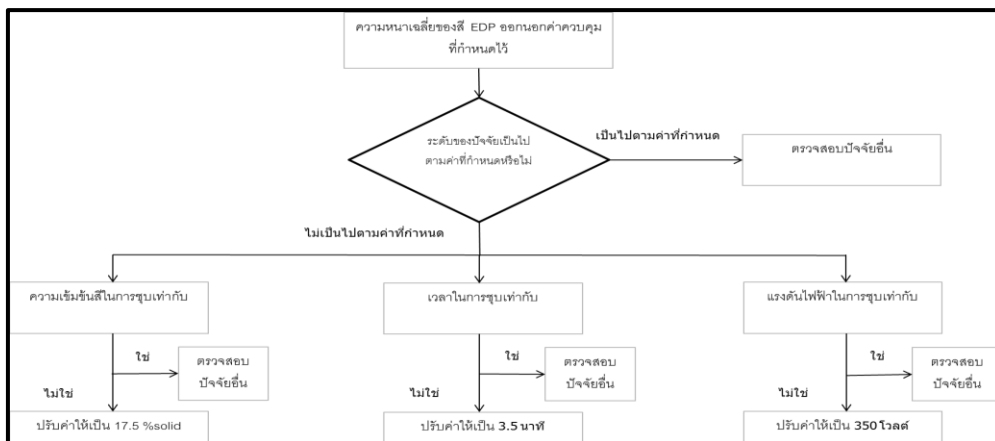 ความหนาเฉลี่ยของสี EDP ออกนอกค่าควบคุม
ที่กำหนดไว้
ระดับของปัจจัยเป็นไป
ตามค่าที่กำหนดหรือไม่
เป็นไปตามค่าที่กำหนด
ตรวจสอบปัจจัยอื่น
ไม่เป็นไปตามค่าที่กำหนด
ความเข้มข้นสีในการชุบเท่ากับ
เวลาในการชุบเท่ากับ
แรงดันไฟฟ้าในการชุบเท่ากับ
ใช่
ตรวจสอบ
ปัจจัยอื่น
ไม่ใช่
ใช่
ตรวจสอบ
ปัจจัยอื่น
ไม่ใช่
ใช่
ตรวจสอบ
ปัจจัยอื่น
ไม่ใช่
ปรับค่าให้เป็น 17.5 %solid
ปรับค่าให้เป็น 3.5 นาที
ปรับค่าให้เป็น 350 โวลต์